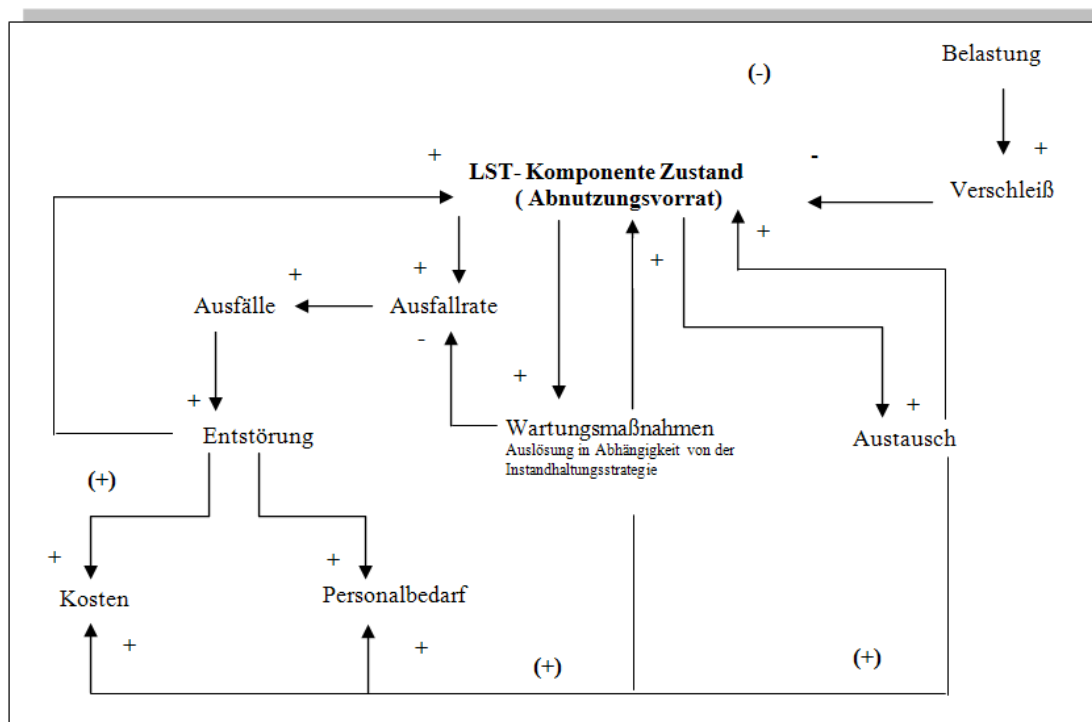 Belastung
(-)
+
+
-
LST- Komponente Zustand
( Abnutzungsvorrat)
Verschleiß
+
+
+
+
Ausfälle
Ausfallrate
-
+
+
+
Entstörung
Wartungsmaßnahmen
Auslösung in Abhängigkeit von der
Instandhaltungsstrategie
Austausch
(+)
+
+
Kosten
Personalbedarf
+
+
(+)
(+)